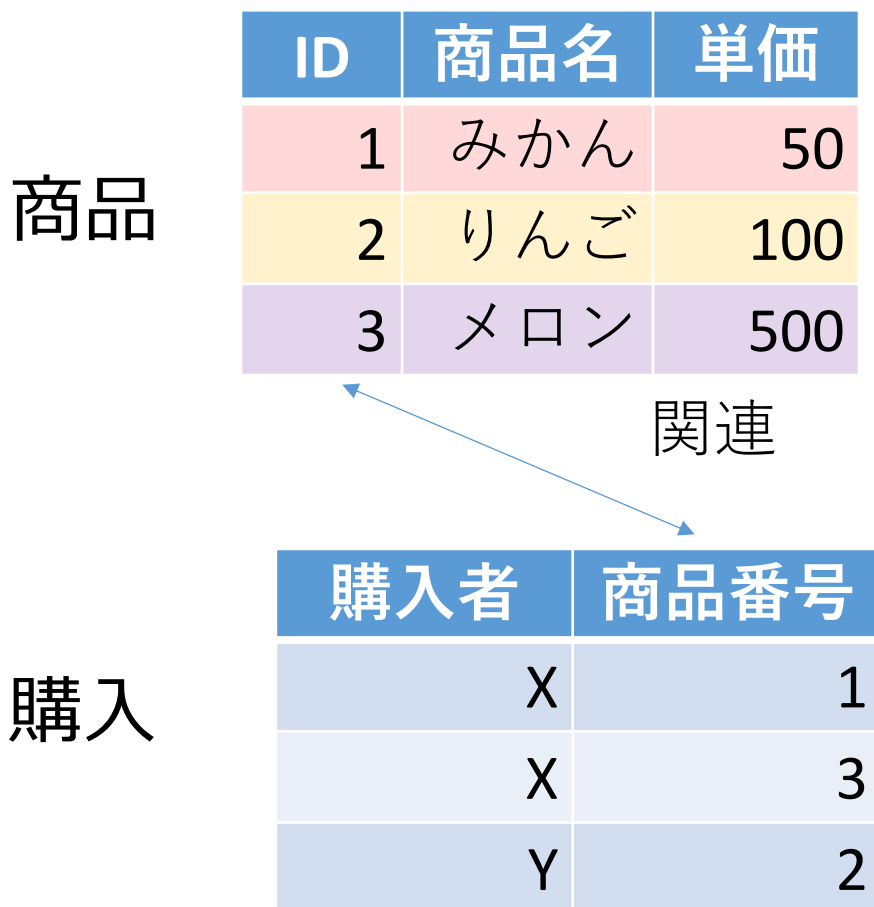 ID 商品名 単価
1 みかん 50
商品
2 りんご 100
3 メロン 500
関連
購入者 商品番号
X 1
購入
X 3
Y 2